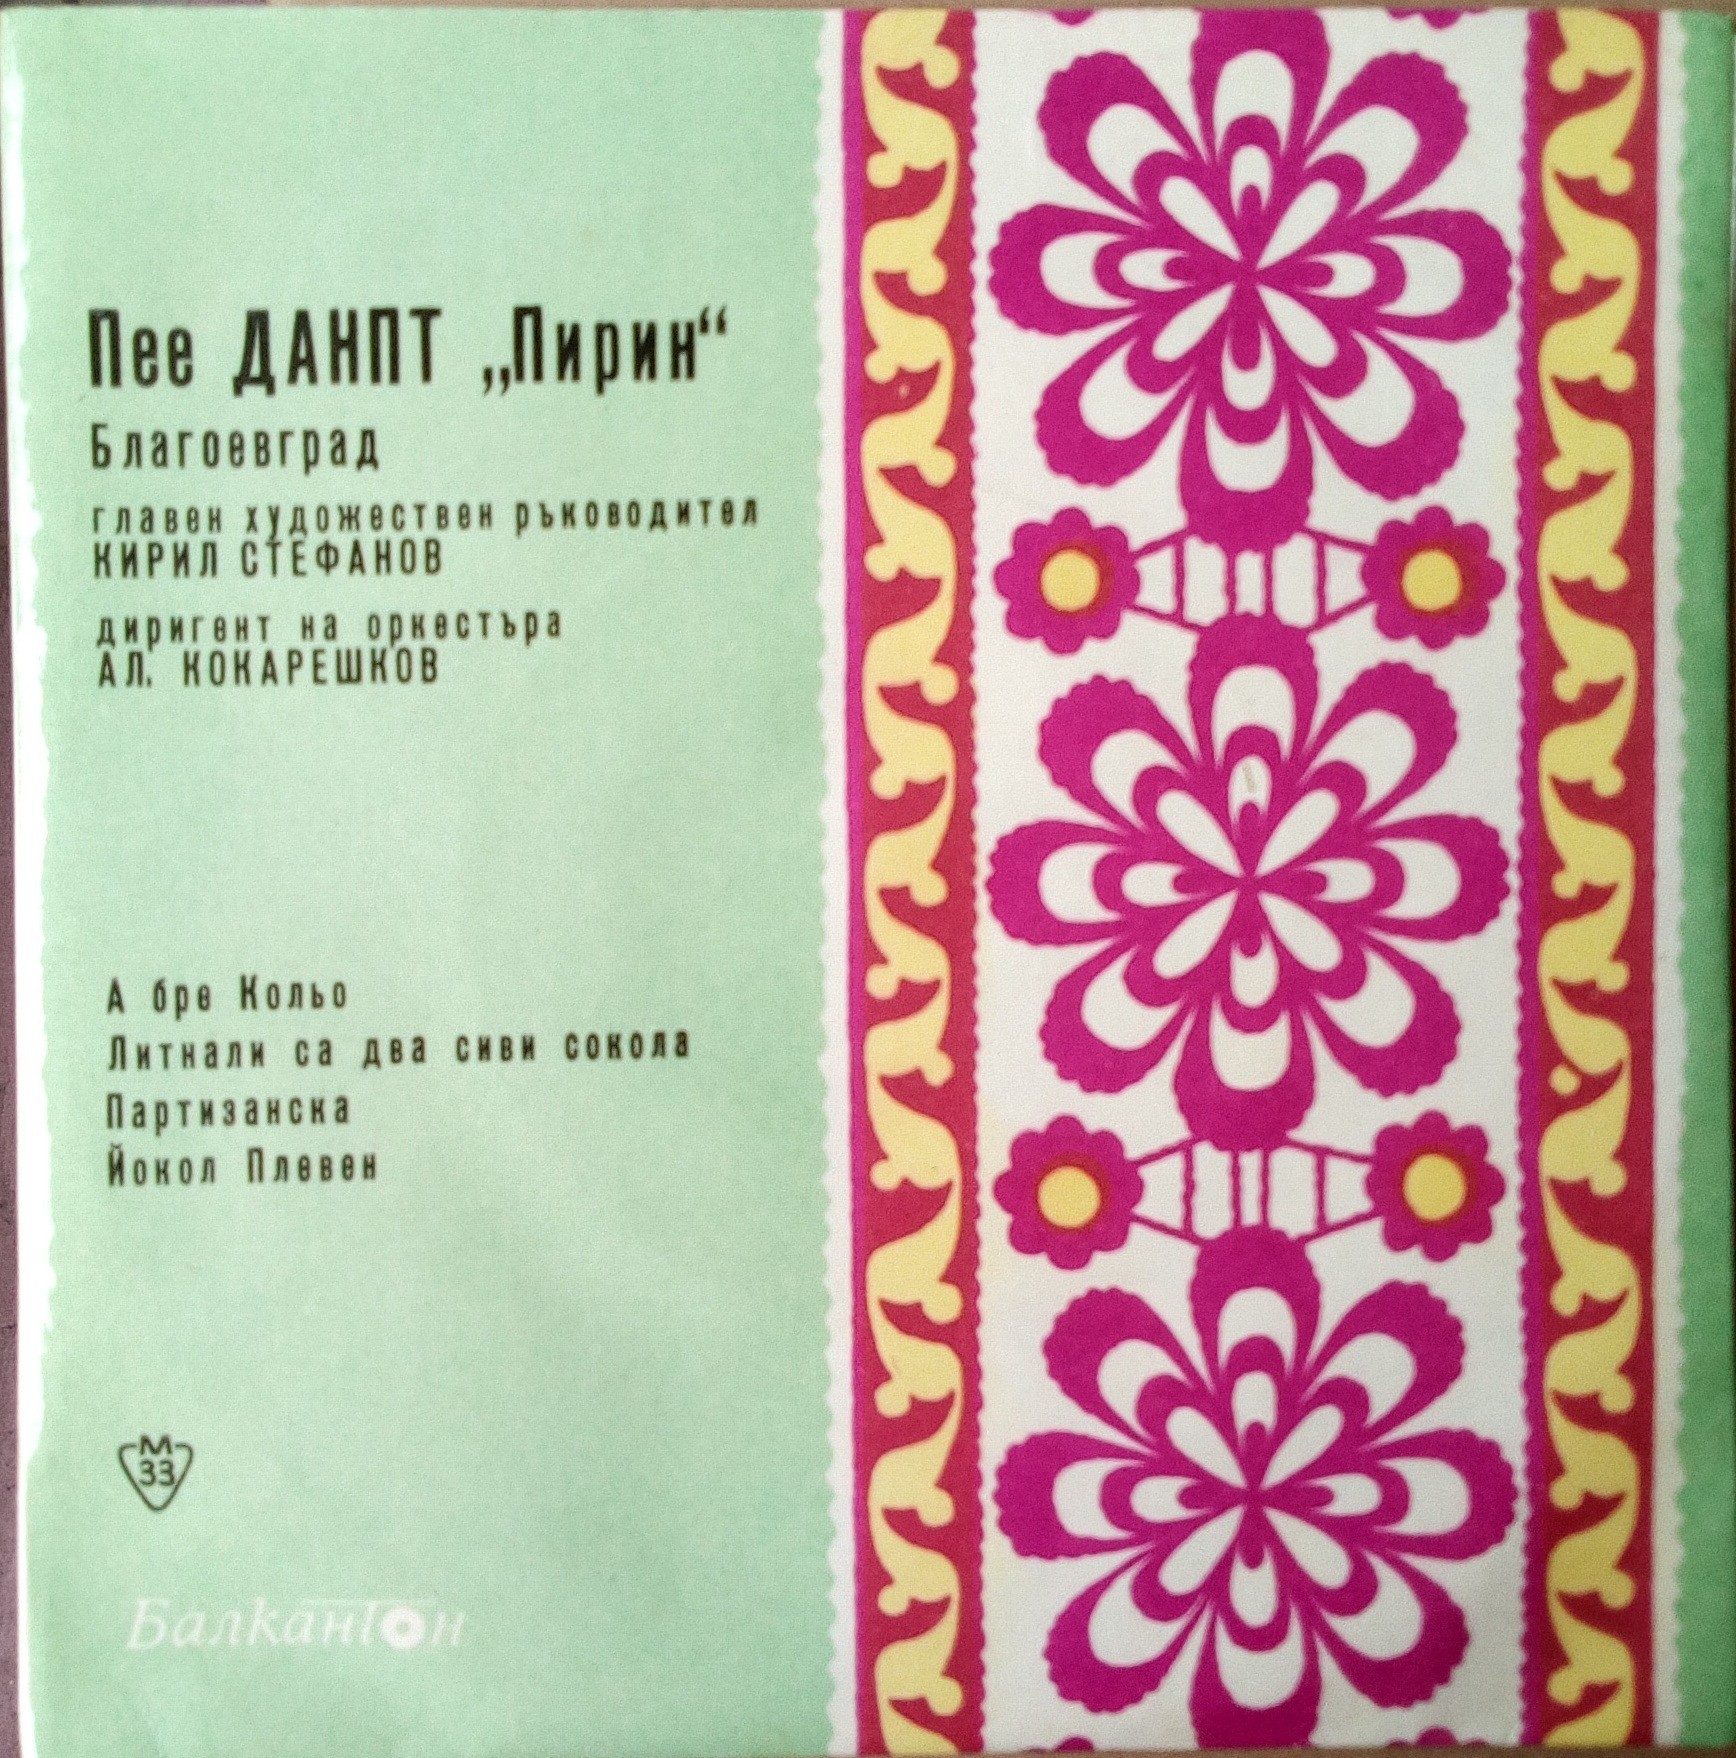 Пее ДАНПТ „Пирин“
Благоевград
главен художествен ръководител
КИРИЛ СТЕФАНОВ
диригент на оркестъра
АЛ. КОКАРЕШКОВ
А бре Кольо
Литнали са два сиви сокола
Партизанска
Йокол Плевен
М
33
Балкантон